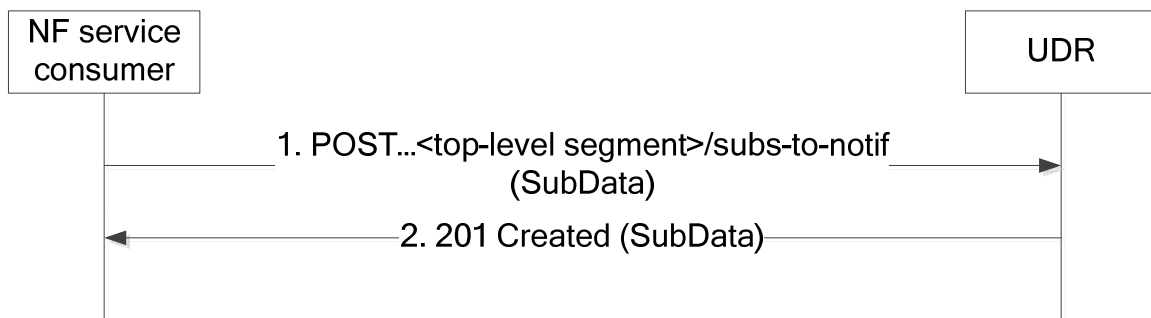 NF service
consumer
UDR
1. POST...<top-level segment>/subs-to-notif
(SubData)
2. 201 Created (SubData)